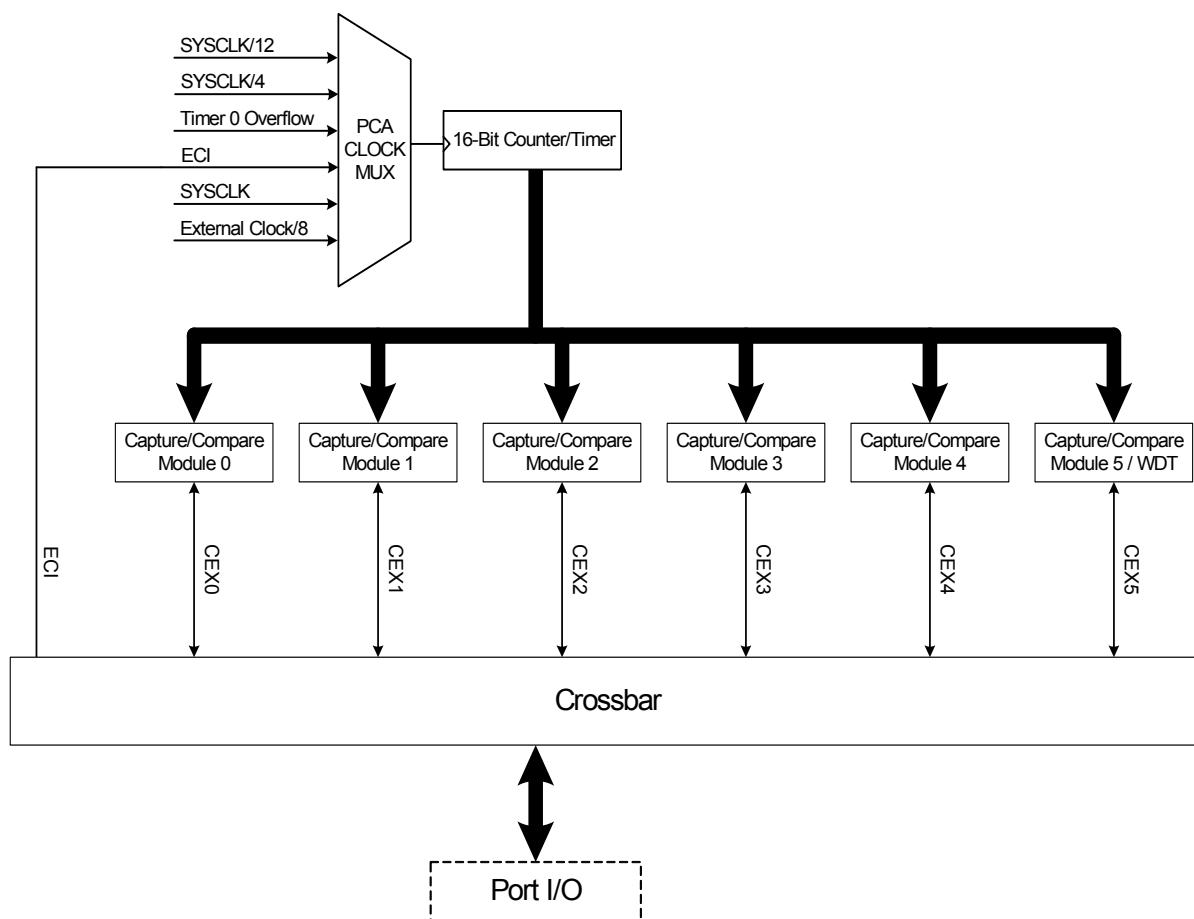 SYSCLK/12
SYSCLK/4
Timer 0 Overflow
ECI
SYSCLK
External Clock/8
PCA
CLOCK
MUX
16-Bit Counter/Timer
Capture/Compare
Module 0
Capture/Compare
Module 1
Capture/Compare
Module 2
Capture/Compare
Module 3
Capture/Compare
Module 4
Capture/Compare
Module 5 / WDT
ECI
CEX0
CEX1
CEX2
CEX3
CEX4
CEX5
Crossbar
Port I/O